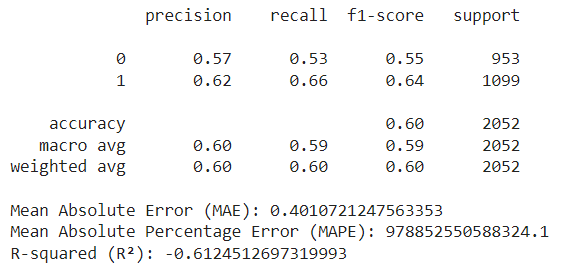 precision recall f1-score support
0 0.57 0.53 0.55 953
1 0.62 0.66 0.64 1099
accuracy 0.60 2052
macro avg 0.60 0.59 0.59 2052
weighted avg 0.60 0.60 0.60 2052
Mean Absolute Error (MAE): 0.4010721247563353
Mean Absolute Percentage Error (MAPE): 978852550588324.1
R-squared (R²): -0.6124512697319993